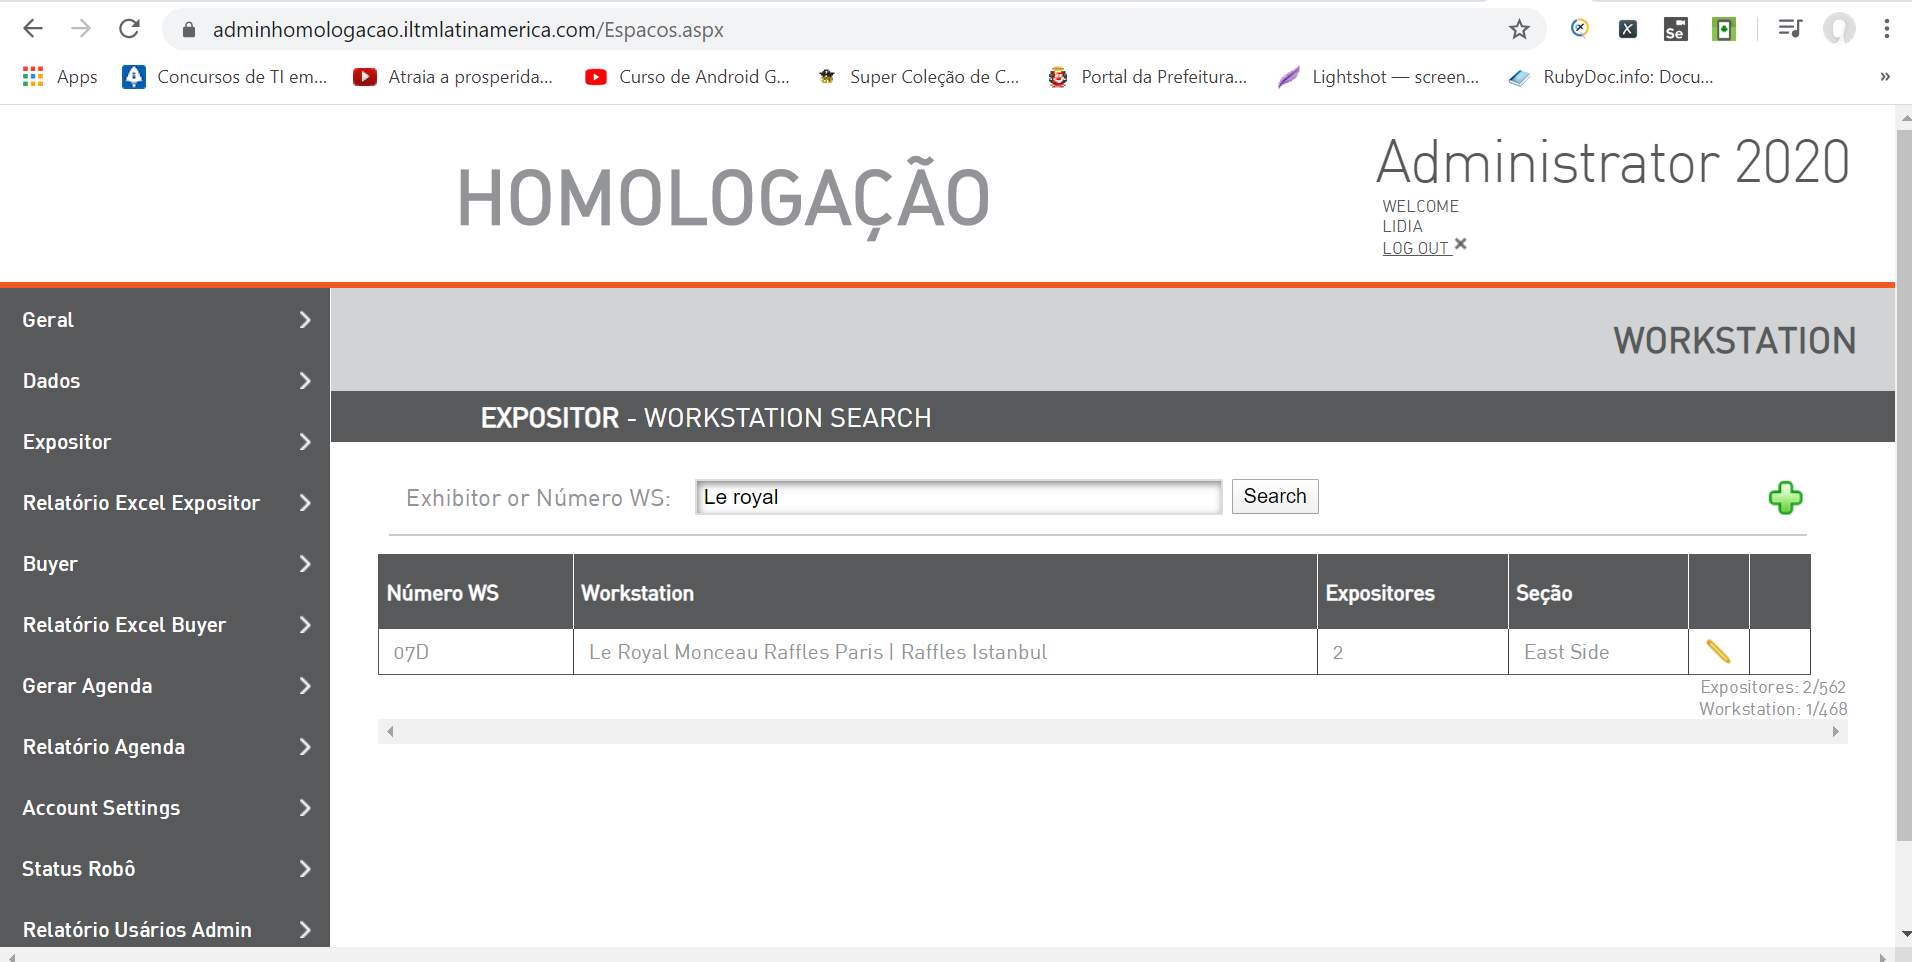 adminhomologacao.iltmlatinamerica.com/Espacos.aspx
Se
Apps
Concursos de TI em...
Atraia a prosperida...
Curso de Android G...
Super Coleção de C...
Portal da Prefeitura...
Lightshot — screen...
RubyDoc.info: Docu...
»
HOMOLOGAÇÃO
Administrator 2020
WELCOME
LIDIA
LOG OUT
Geral
Dados
Expositor
Relatório Excel Expositor
Buyer
Relatório Excel Buyer
Gerar Agenda
Relatório Agenda
Account Settings
Status Robô
Relatório Usários Admin
WORKSTATION
EXPOSITOR - WORKSTATION SEARCH
Exhibitor or Número WS: Le royal Search
Número WS Workstation Expositores Seção
07D Le Royal Monceau Raffles Paris | Raffles Istanbul 2 East Side
Expositores: 2/562
Workstation: 1/468